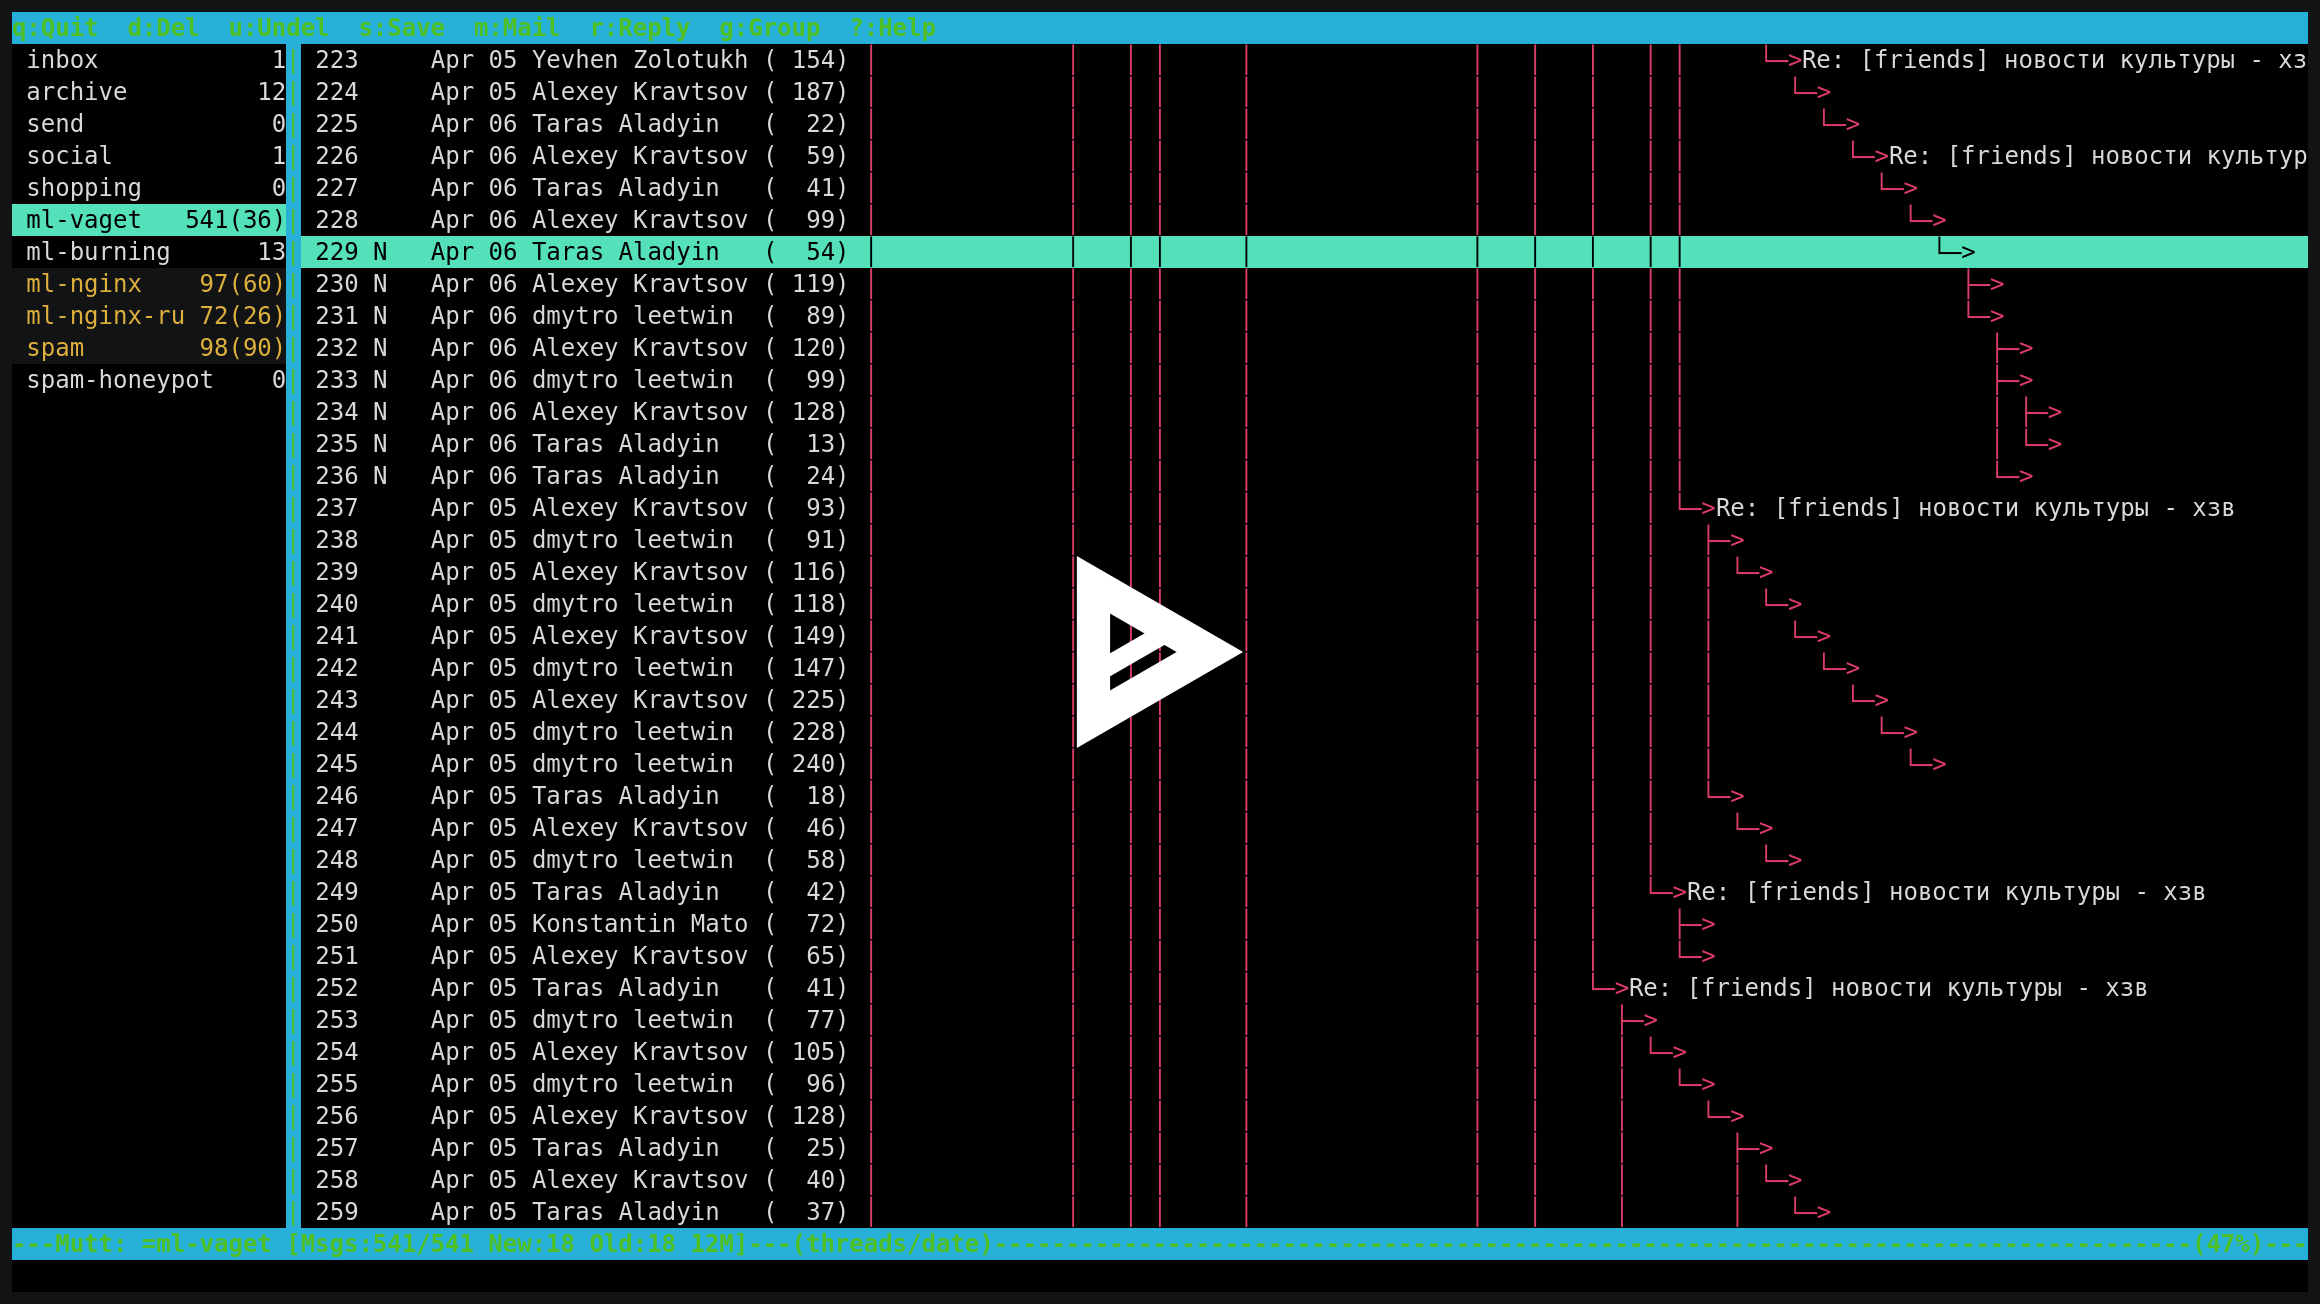 q:Quit  d:Del  u:Undel  s:Save  m:Mail  r:Reply  g:Group  ?:Help
inbox 1
archive 12
send 0
social 1
shopping 0
ml-vaget 541(36)
ml-burning 13
ml-nginx 97(60)
ml-nginx-ru 72(26)
spam 98(90)
spam-honeypot 0
223 Apr 05 Yevhen Zolotukh ( 154) Re: [friends] новости культуры - хз
224 Apr 05 Alexey Kravtsov ( 187)
225 Apr 06 Taras Aladyin ( 22)
226 Apr 06 Alexey Kravtsov ( 59) Re: [friends] новости культур
227 Apr 06 Taras Aladyin ( 41)
228 Apr 06 Alexey Kravtsov ( 99)
229 N Apr 06 Taras Aladyin ( 54)
230 N Apr 06 Alexey Kravtsov ( 119)
231 N Apr 06 dmytro leetwin ( 89)
232 N Apr 06 Alexey Kravtsov ( 120)
233 N Apr 06 dmytro leetwin ( 99)
234 N Apr 06 Alexey Kravtsov ( 128)
235 N Apr 06 Taras Aladyin ( 13)
236 N Apr 06 Taras Aladyin ( 24)
237 Apr 05 Alexey Kravtsov ( 93) Re: [friends] новости культуры - хзв
238 Apr 05 dmytro leetwin ( 91)
239 Apr 05 Alexey Kravtsov ( 116)
240 Apr 05 dmytro leetwin ( 118)
241 Apr 05 Alexey Kravtsov ( 149)
242 Apr 05 dmytro leetwin ( 147)
243 Apr 05 Alexey Kravtsov ( 225)
244 Apr 05 dmytro leetwin ( 228)
245 Apr 05 dmytro leetwin ( 240)
246 Apr 05 Taras Aladyin ( 18)
247 Apr 05 Alexey Kravtsov ( 46)
248 Apr 05 dmytro leetwin ( 58)
249 Apr 05 Taras Aladyin ( 42) Re: [friends] новости культуры - хзв
250 Apr 05 Konstantin Mato ( 72)
251 Apr 05 Alexey Kravtsov ( 65)
252 Apr 05 Taras Aladyin ( 41) Re: [friends] новости культуры - хзв
253 Apr 05 dmytro leetwin ( 77)
254 Apr 05 Alexey Kravtsov ( 105)
255 Apr 05 dmytro leetwin ( 96)
256 Apr 05 Alexey Kravtsov ( 128)
257 Apr 05 Taras Aladyin ( 25)
258 Apr 05 Alexey Kravtsov ( 40)
259 Apr 05 Taras Aladyin ( 37)
---Mutt: =ml-vaget [Msgs:541/541 New:18 Old:18 12M]---(threads/date)---(47%)---